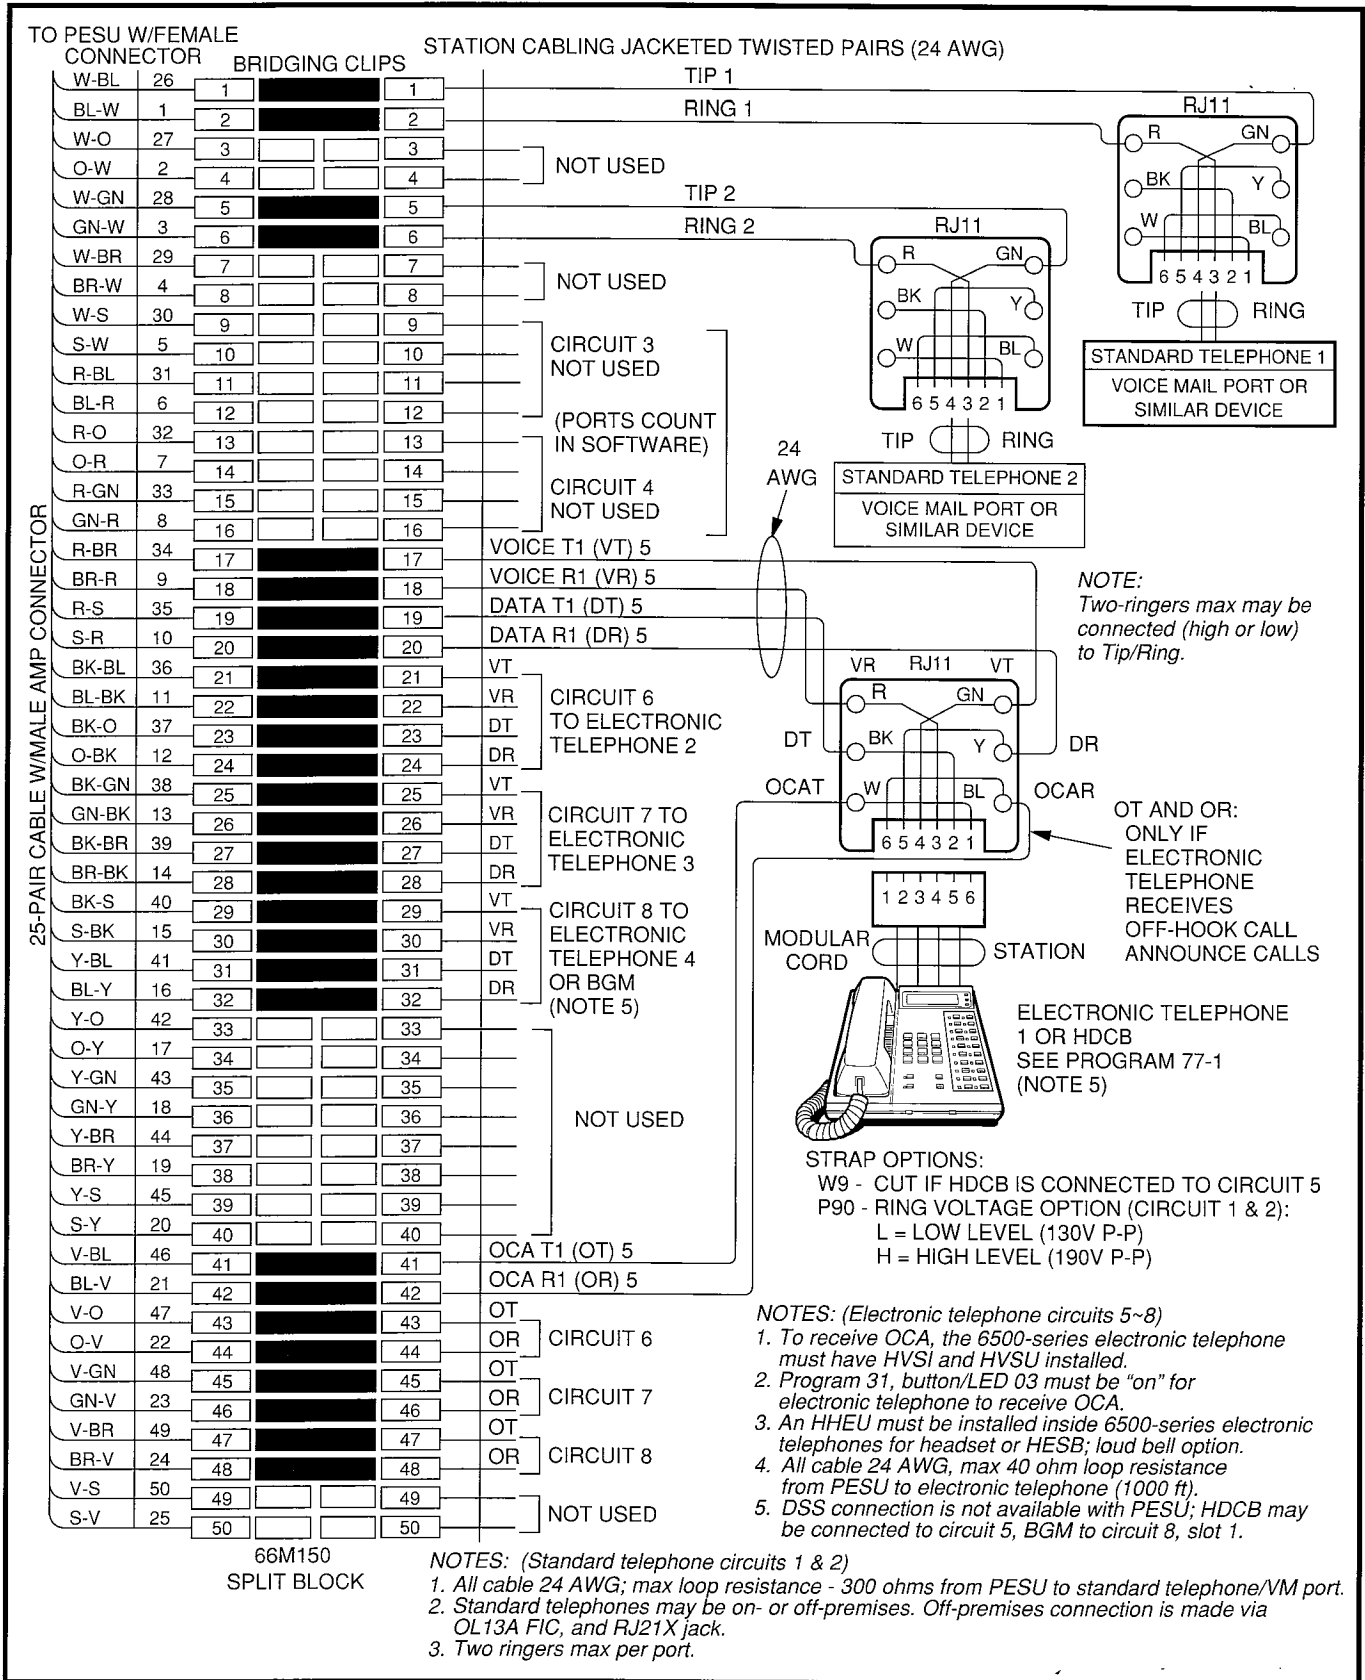 TO PESU W/FEMALE
CONNECTOR
BRIDGING CLIPS
STATION CABLING JACKETED TWISTED PAIRS (24 AWG)
25-PAIR CABLE W/MALE AMP CONNECTOR
W-BL 26 1 1 TIP 1
BL-W 1 2 2 RING 1
W-O 27 3 3
O-W 2 4 4
NOT USED
W-GN 28 5 5 TIP 2
GN-W 3 6 6 RING 2
W-BR 29 7 7
BR-W 4 8 8
NOT USED
W-S 30 9 9
S-W 5 10 10
R-BL 31 11 11
BL-R 6 12 12
CIRCUIT 3
NOT USED
(PORTS COUNT
IN SOFTWARE)
R-O 32 13 13
O-R 7 14 14
R-GN 33 15 15
GN-R 8 16 16
CIRCUIT 4
NOT USED
R-BR 34 17 17 VOICE T1 (VT) 5
BR-R 9 18 18 VOICE R1 (VR) 5
R-S 35 19 19 DATA T1 (DT) 5
S-R 10 20 20 DATA R1 (DR) 5
BK-BL 36 21 21 VT
BL-BK 11 22 22 VR
BK-O 37 23 23 DT
O-BK 12 24 24 DR
CIRCUIT 6
TO ELECTRONIC
TELEPHONE 2
BK-GN 38 25 25 VT
GN-BK 13 26 26 VR
BK-BR 39 27 27 DT
BR-BK 14 28 28 DR
CIRCUIT 7 TO
ELECTRONIC
TELEPHONE 3
BK-S 40 29 29 VT
S-BK 15 30 30 VR
Y-BL 41 31 31 DT
BL-Y 16 32 32 DR
CIRCUIT 8 TO
ELECTRONIC
TELEPHONE 4
OR BGM
(NOTE 5)
Y-O 42 33 33
O-Y 17 34 34
Y-GN 43 35 35
GN-Y 18 36 36
Y-BR 44 37 37
BR-Y 19 38 38
Y-S 45 39 39
S-Y 20 40 40
NOT USED
V-BL 46 41 41 OCA T1 (OT) 5
BL-V 21 42 42 OCA R1 (OR) 5
V-O 47 43 43 OT
O-V 22 44 44 OR
CIRCUIT 6
V-GN 48 45 45 OT
GN-V 23 46 46 OR
CIRCUIT 7
V-BR 49 47 47 OT
BR-V 24 48 48 OR
CIRCUIT 8
V-S 50 49 49
S-V 25 50 50
NOT USED
66M150
SPLIT BLOCK
RJ11
R GN
BK Y
W BL
6 5 4 3 2 1
TIP RING
STANDARD TELEPHONE 1
VOICE MAIL PORT OR
SIMILAR DEVICE
RJ11
R GN
BK Y
W BL
6 5 4 3 2 1
TIP RING
STANDARD TELEPHONE 2
VOICE MAIL PORT OR
SIMILAR DEVICE
24
AWG
NOTE:
Two-ringers max may be
connected (high or low)
to Tip/Ring.
VR RJ11 VT
R GN
DT BK Y DR
OCAT W BL OCAR
6 5 4 3 2 1
OT AND OR:
ONLY IF
ELECTRONIC
TELEPHONE
RECEIVES
OFF-HOOK CALL
ANNOUNCE CALLS
1 2 3 4 5 6
MODULAR
CORD
STATION
ELECTRONIC TELEPHONE
1 OR HDCB
SEE PROGRAM 77-1
(NOTE 5)
STRAP OPTIONS:
W9 - CUT IF HDCB IS CONNECTED TO CIRCUIT 5
P90 - RING VOLTAGE OPTION (CIRCUIT 1 & 2):
L = LOW LEVEL (130V P-P)
H = HIGH LEVEL (190V P-P)
NOTES: (Electronic telephone circuits 5~8)
1. To receive OCA, the 6500-series electronic telephone
must have HVSI and HVSU installed.
2. Program 31, button/LED 03 must be "on" for
electronic telephone to receive OCA.
3. An HHEU must be installed inside 6500-series electronic
telephones for headset or HESB; loud bell option.
4. All cable 24 AWG, max 40 ohm loop resistance
from PESU to electronic telephone (1000 ft).
5. DSS connection is not available with PESU; HDCB may
be connected to circuit 5, BGM to circuit 8, slot 1.
NOTES: (Standard telephone circuits 1 & 2)
1. All cable 24 AWG; max loop resistance - 300 ohms from PESU to standard telephone/VM port.
2. Standard telephones may be on- or off-premises. Off-premises connection is made via
OL13A FIC, and RJ21X jack.
3. Two ringers max per port.